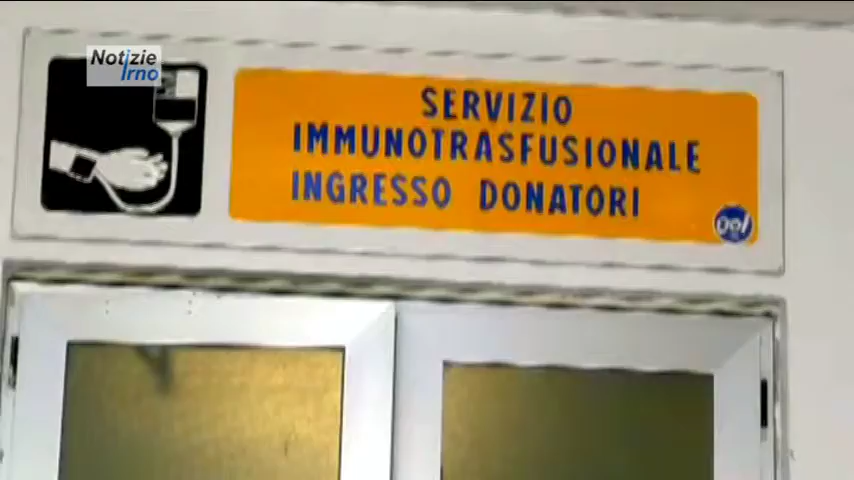 Notizie
Irno
SERVIZIO
IMMUNOTRASFUSIONALE
INGRESSO DONATORI